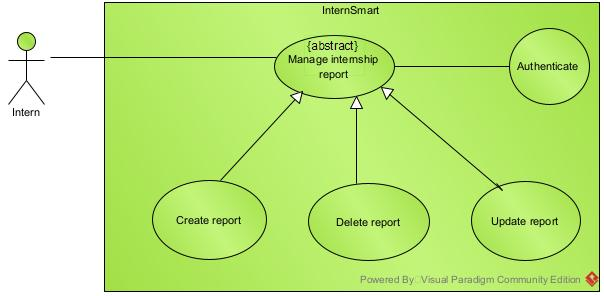 InternSmart
{abstract}
Manage internship
report
Authenticate
Intern
Create report
Delete report
Update report
Powered By Visual Paradigm Community Edition